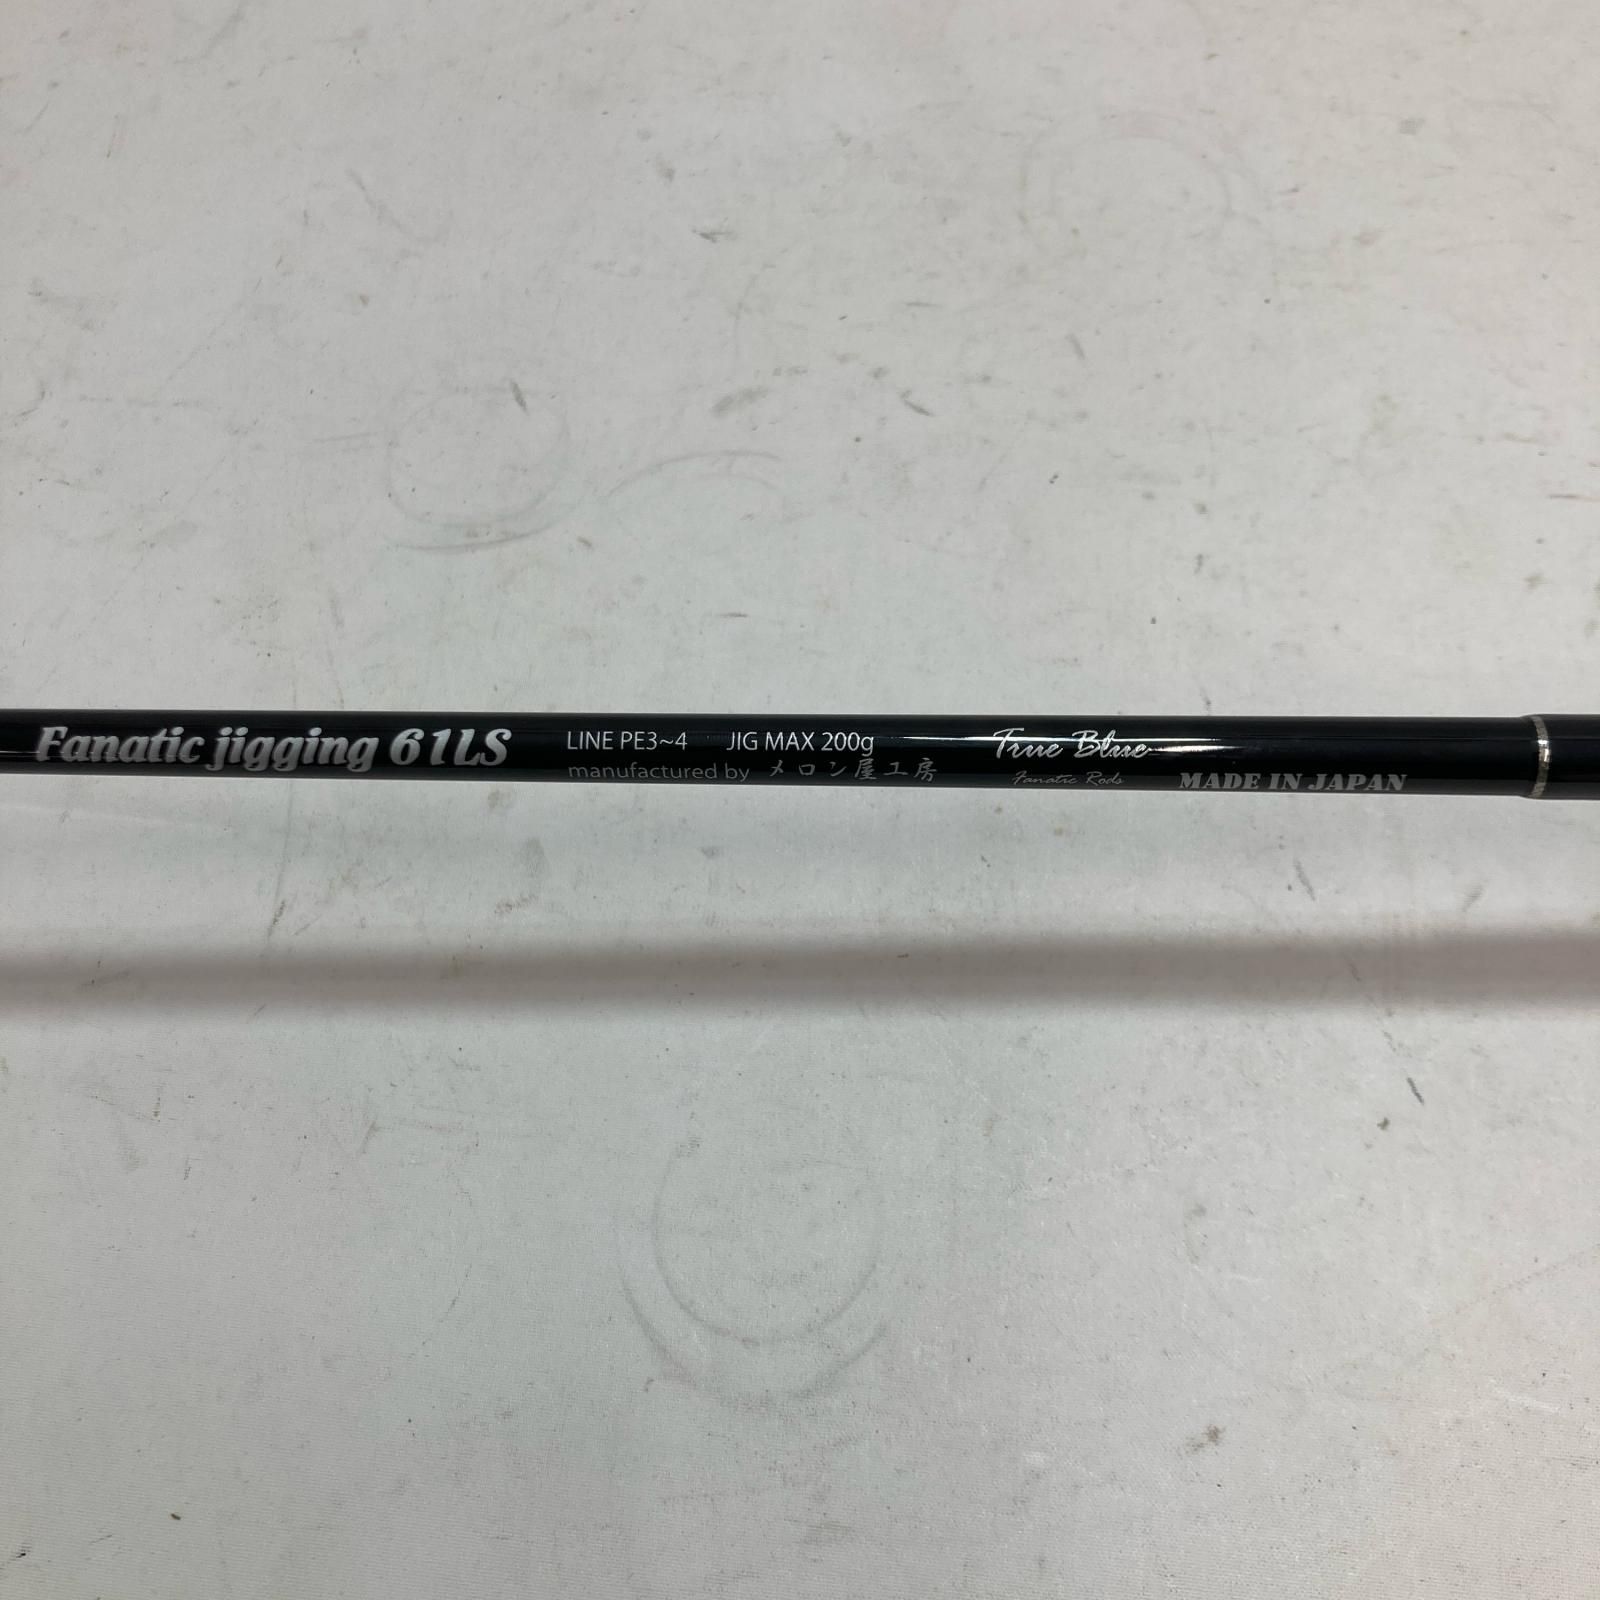 Fanatic jigging 61LS
LINE PE3~4 JIG MAX 200g
manufactured by メロン屋工房
True Blue
Fanatic Rods
MADE IN JAPAN